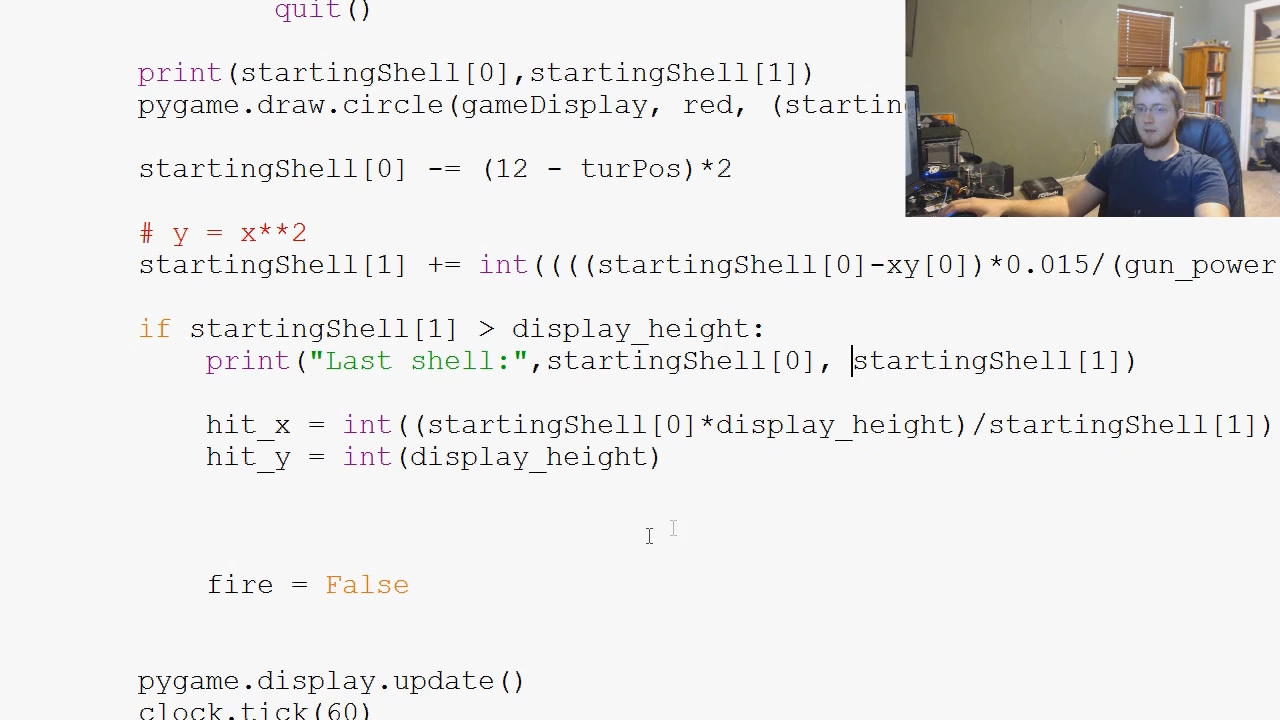 quit()
print(startingShell[0],startingShell[1])
pygame.draw.circle(gameDisplay, red, (startin
startingShell[0] -= (12 - turPos)*2
# y = x**2
startingShell[1] += int((((startingShell[0]-xy[0])*0.015/(gun_power
if startingShell[1] > display_height:
print("Last shell:",startingShell[0], startingShell[1])
hit_x = int((startingShell[0]*display_height)/startingShell[1])
hit_y = int(display_height)
fire = False
pygame.display.update()
clock.tick(60)